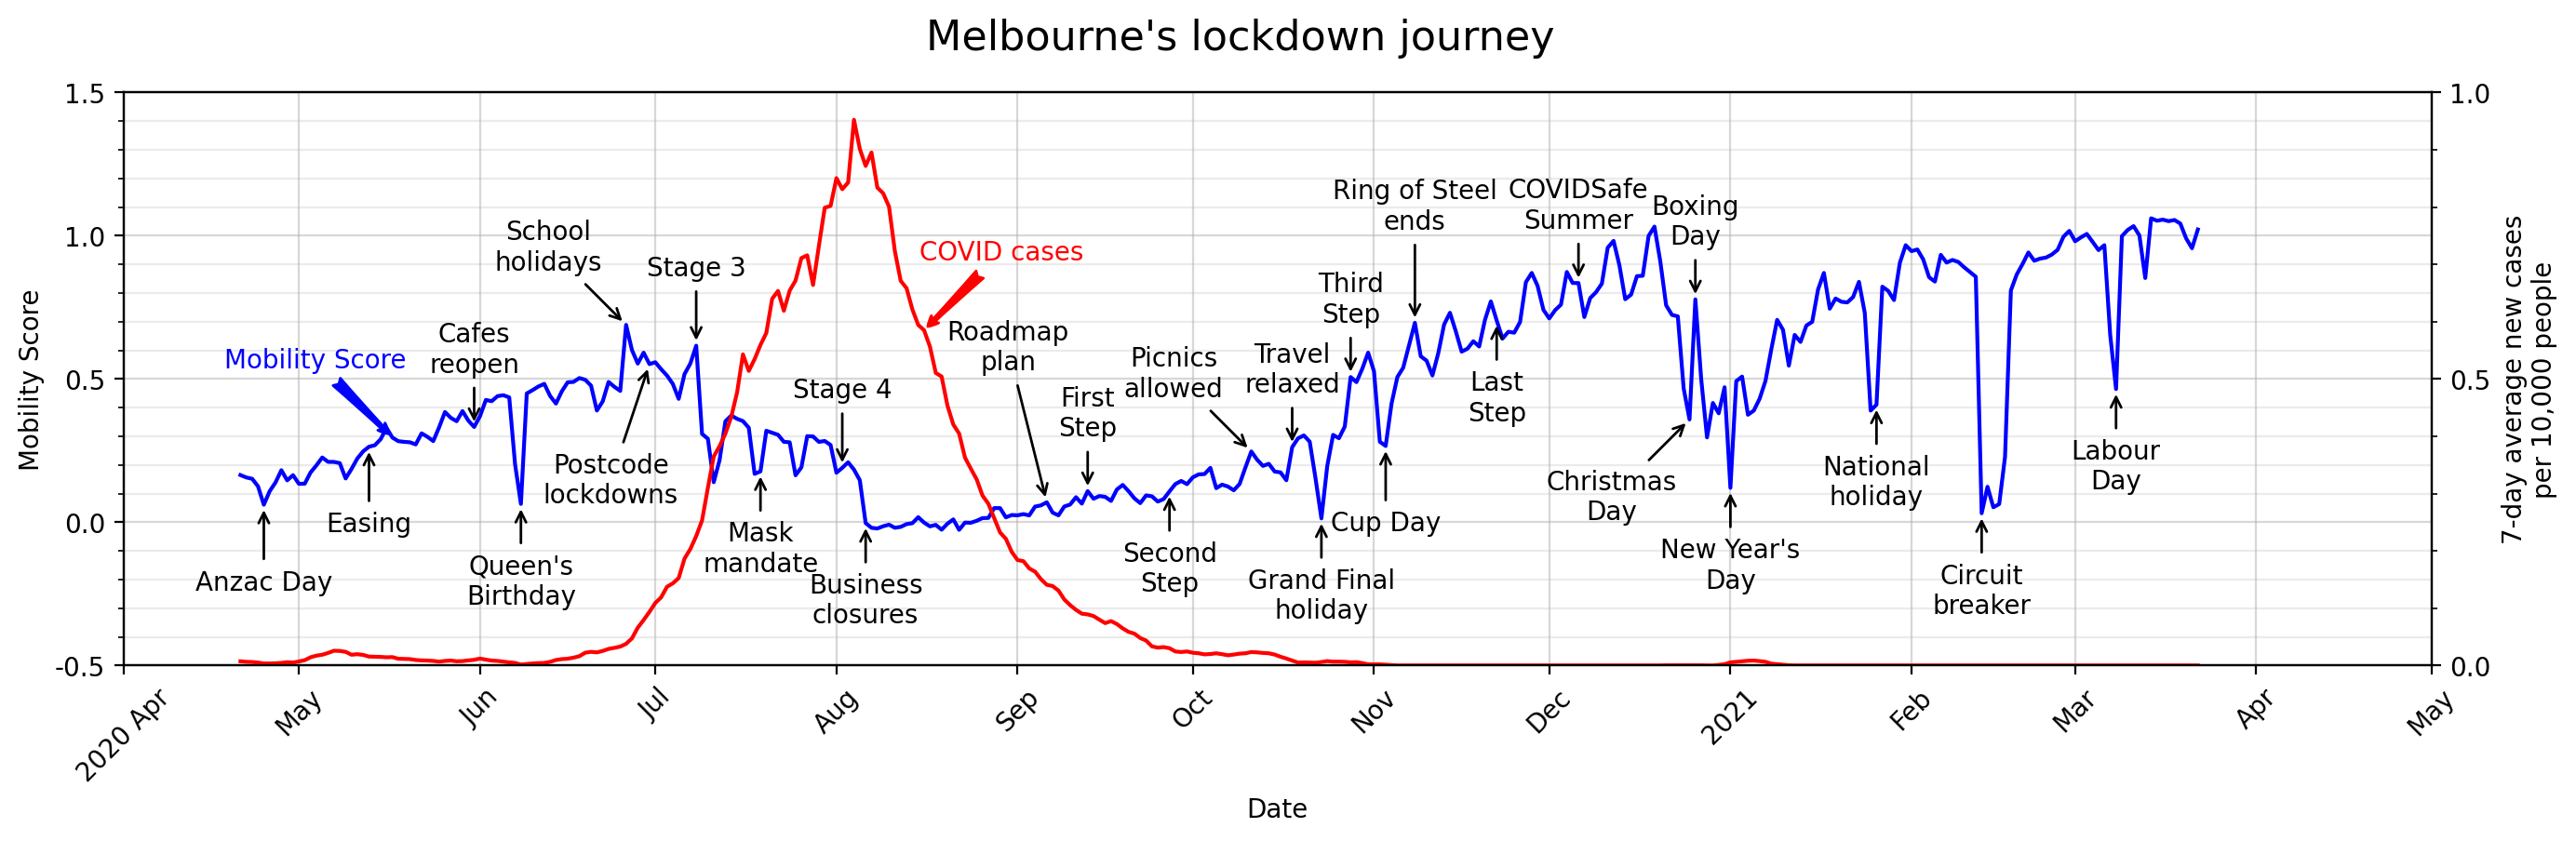 Melbourne's lockdown journey
1.5
1.0
0.5
0.0
-0.5
Mobility Score
1.0
0.5
0.0
7-day average new cases
per 10,000 people
Mobility Score
COVID cases
Anzac Day
Easing
Cafes
reopen
Queen's
Birthday
School
holidays
Postcode
lockdowns
Stage 3
Mask
mandate
Stage 4
Business
closures
Roadmap
plan
First
Step
Second
Step
Picnics
allowed
Travel
relaxed
Grand Final
holiday
Third
Step
Cup Day
Ring of Steel
ends
Last
Step
COVIDSafe
Summer
Christmas
Day
Boxing
Day
New Year's
Day
National
holiday
Circuit
breaker
Labour
Day
2020 Apr
May
Jun
Jul
Aug
Sep
Oct
Nov
Dec
2021
Feb
Mar
Apr
May
Date